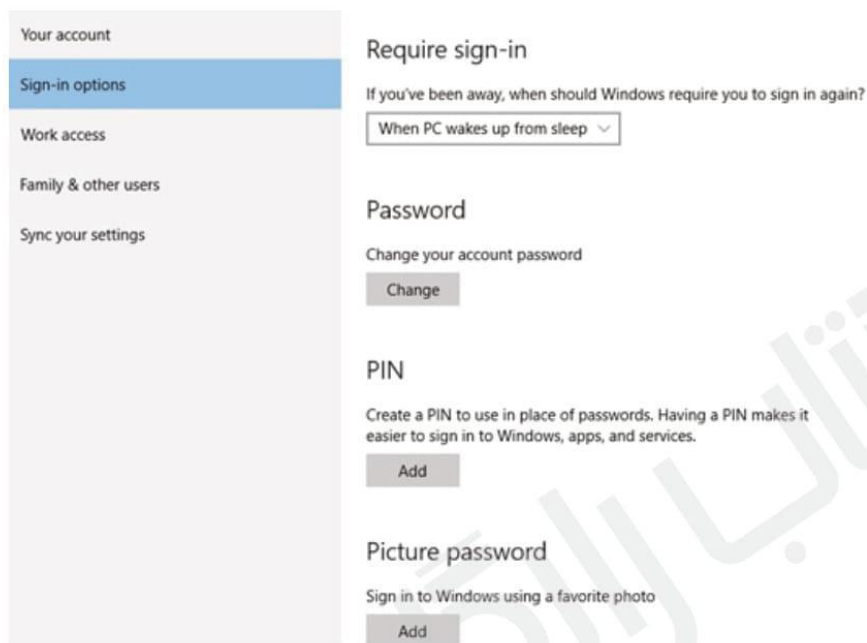 Your account
Sign-in options
Work access
Family & other users
Sync your settings
Require sign-in
If you've been away, when should Windows require you to sign in again?
When PC wakes up from sleep
Password
Change your account password
Change
PIN
Create a PIN to use in place of passwords. Having a PIN makes it
easier to sign in to Windows, apps, and services.
Add
Picture password
Sign in to Windows using a favorite photo
Add